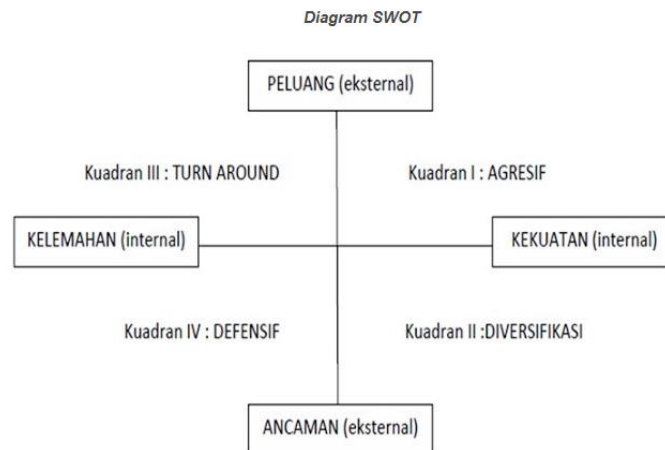 Diagram SWOT
PELUANG (eksternal)
Kuadran III : TURN AROUND
Kuadran I : AGRESIF
KELEMAHAN (internal)
KEKUATAN (internal)
Kuadran IV : DEFENSIF
Kuadran II :DIVERSIFIKASI
ANCAMAN (eksternal)